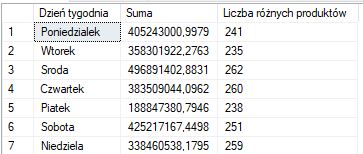 Dzień tygodnia Suma Liczba różnych produktów
1 Poniedzialek 405243000,9979 241
2 Wtorek 358301922,2763 235
3 Sroda 496891402,8831 262
4 Czwartek 383509044,0962 260
5 Piatek 188847380,7946 238
6 Sobota 425217167,4498 251
7 Niedziela 338460538,1795 259